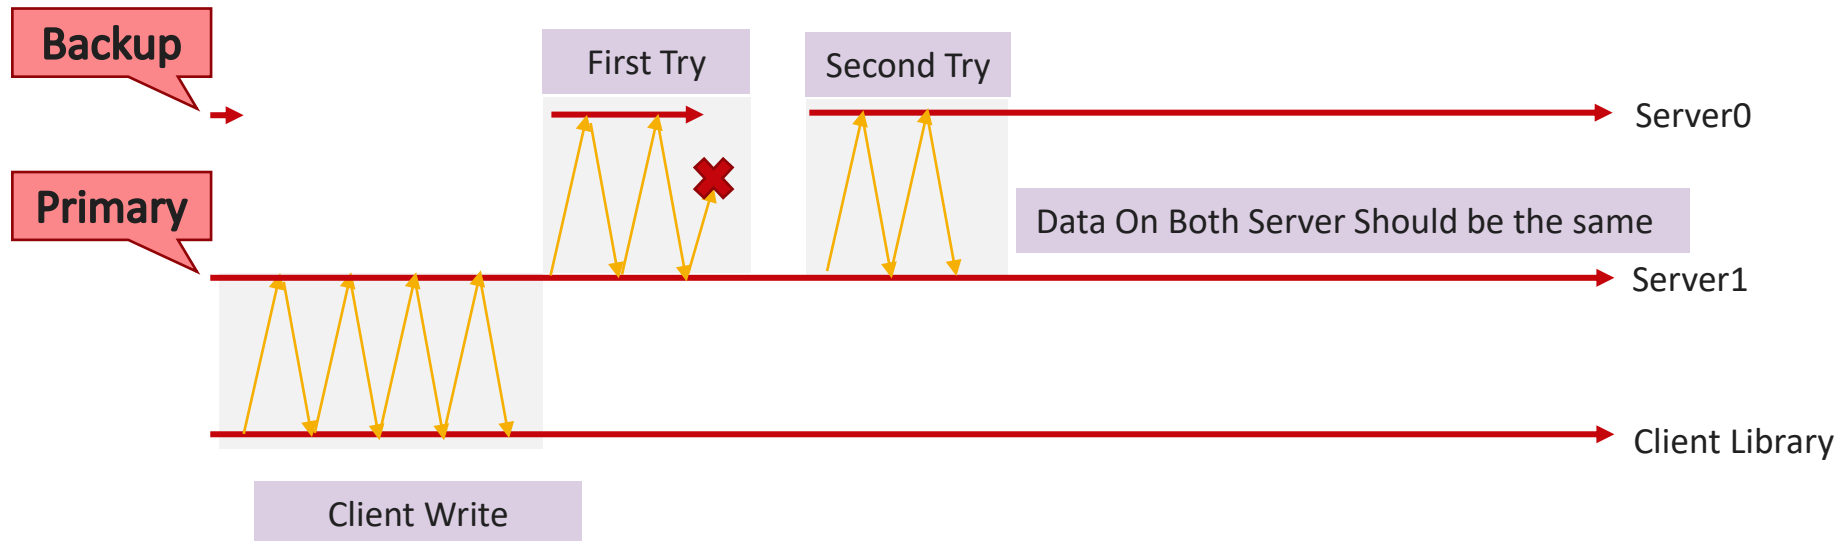 Backup
First Try
Second Try
Server0
Primary
Data On Both Server Should be the same
Server1
Client Library
Client Write